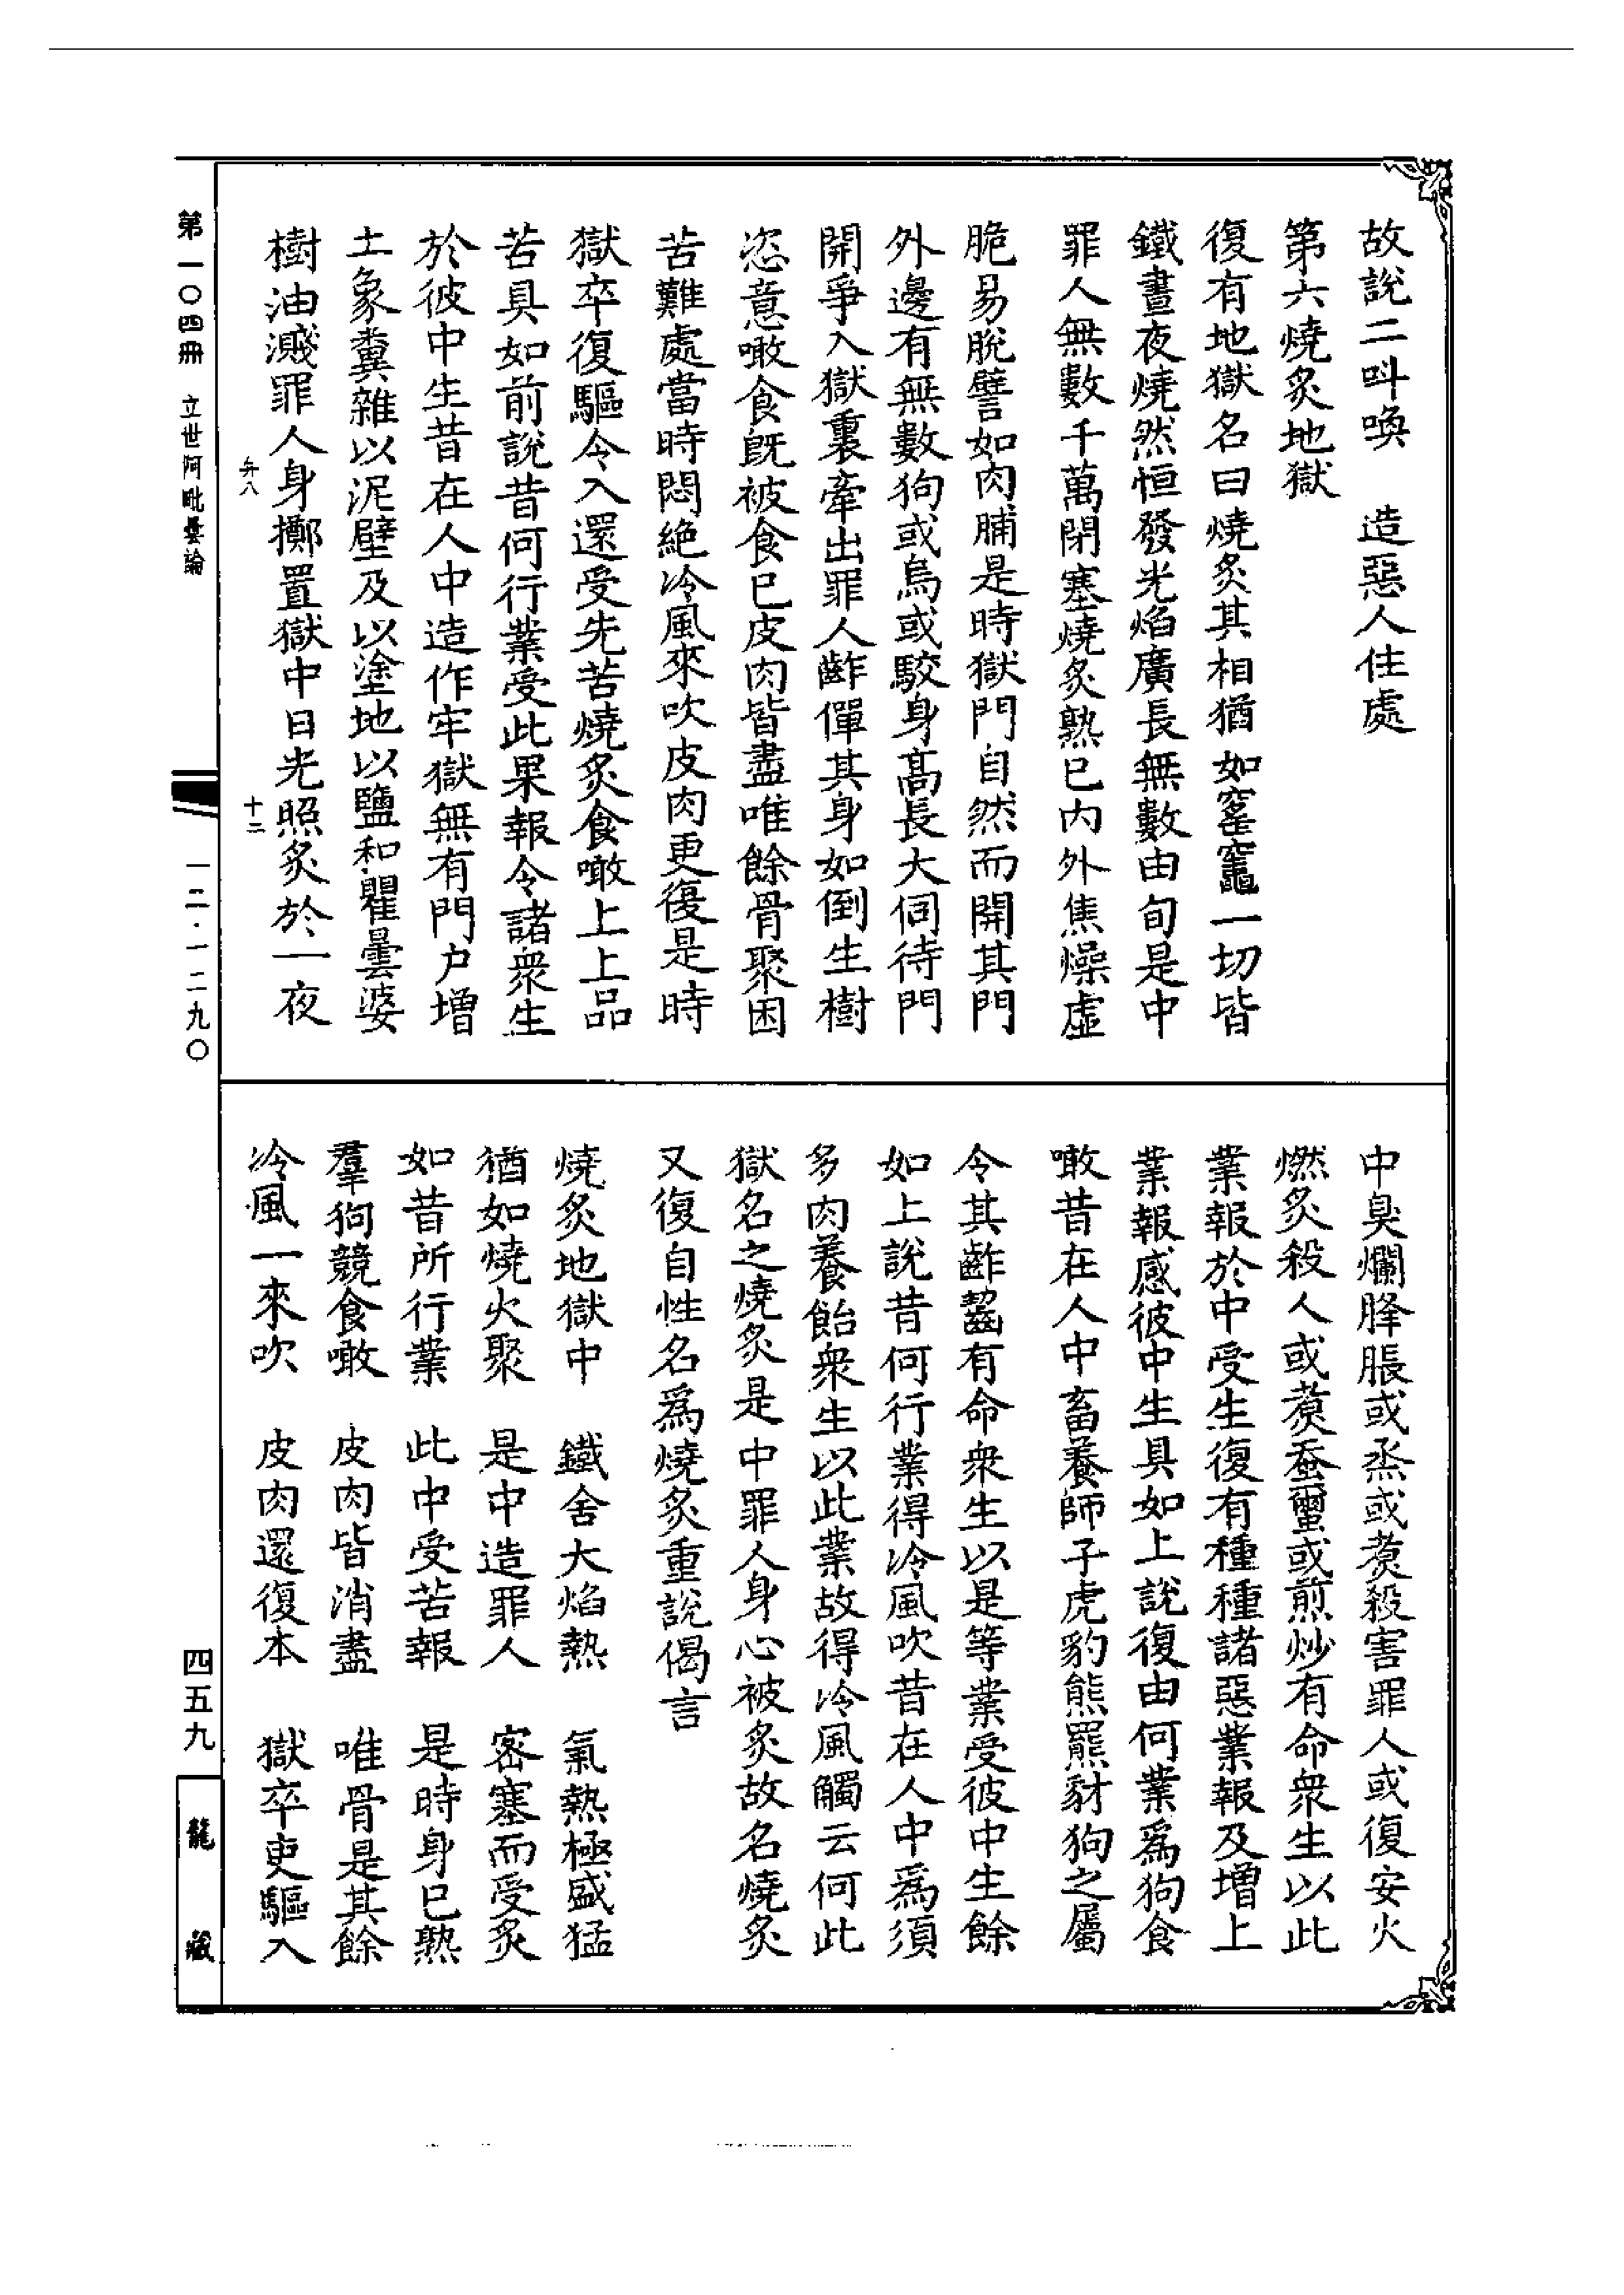 故說二叫喚　造惡人住處
第六燒炙地獄
復有地獄名曰燒炙其相猶如窰竈一切皆
鐵晝夜燒然恒發光焰廣長無數由旬是中
罪人無數千萬閉塞燒炙熟已內外焦燥虛
脆易脫譬如肉脯是時獄門自然而開其門
外邊有無數狗或烏或駮身高長大伺待門
開爭入獄裏牽出罪人齚彈其身如倒生樹
恣意噉食既被食已皮肉皆盡唯餘骨聚困
苦難處當時悶絕冷風來吹皮肉更復是時
獄卒復驅令入還受先苦燒炙食噉上上品
苦具如前說昔何行業受此果報令諸衆生
於彼中生昔在人中造作牢獄無有門户增
土象糞雜以泥壁及以塗地以鹽和瞿曇婆
樹油濺罪人身擲置獄中日光照炙於一夜
中臭爛胮脹或烝或煑殺害罪人或復安火
燃炙殺人或煑蚕蠒或煎炒有命衆生以此
業報於中受生復有種種諸惡業報及增上
業報感彼中生具如上說復由何業爲狗食
噉昔在人中畜養師子虎豹熊羆豺狗之屬
令其齚齧有命衆生以是等業受彼中生餘
如上說昔何行業得冷風吹昔在人中爲須
多肉養飴衆生以此業故得冷風觸云何此
獄名之燒炙是中罪人身心被炙故名燒炙
又復自性名爲燒炙重說偈言
燒炙地獄中　鐵舍大焰熱　氣熱極盛猛
猶如燒火聚　是中造罪人　密塞而受炙
如昔所行業　此中受苦報　是時身已熟
羣狗競食噉　皮肉皆消盡　唯骨是其餘
冷風一來吹　皮肉還復本　獄卒更驅入
弁八　十二
第一〇四冊　立世阿毗曇論　一二·一二九〇　四五九　龍藏